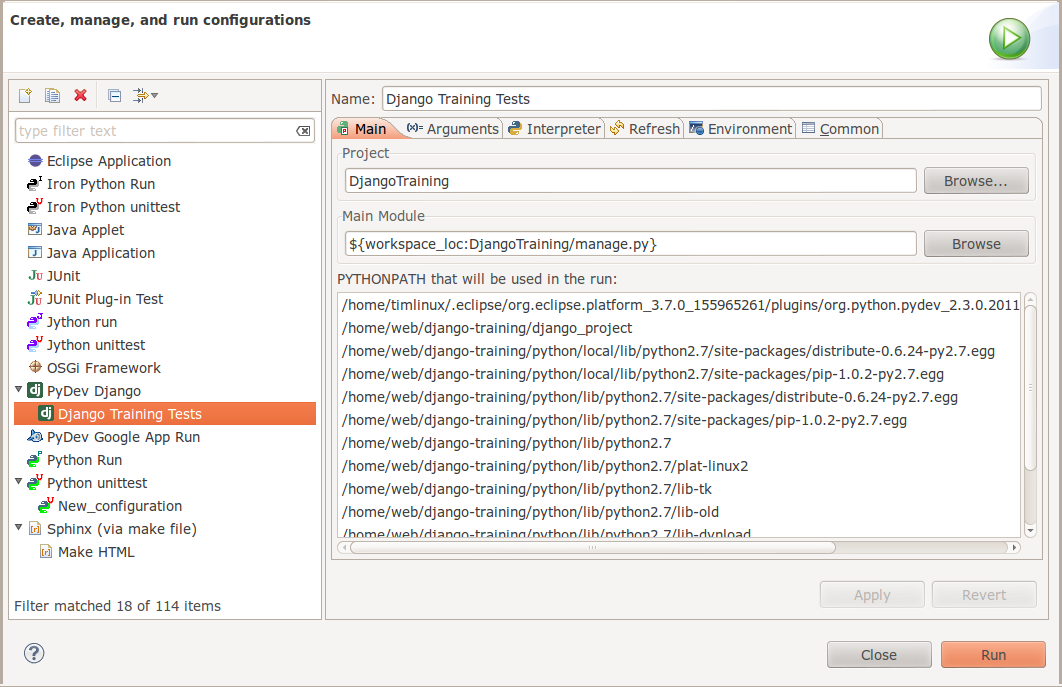 Create, manage, and run configurations
type filter text
Eclipse Application
Iron Python Run
Iron Python unittest
Java Applet
Java Application
JUnit
JUnit Plug-in Test
Jython run
Jython unittest
OSGi Framework
PyDev Django
Django Training Tests
PyDev Google App Run
Python Run
Python unittest
New_configuration
Sphinx (via make file)
Make HTML
Filter matched 18 of 114 items
Name: Django Training Tests
Main Arguments Interpreter Refresh Environment Common
Project
DjangoTraining Browse...
Main Module
${workspace_loc:DjangoTraining/manage.py} Browse
PYTHONPATH that will be used in the run:
/home/timlinux/.eclipse/org.eclipse.platform_3.7.0_155965261/plugins/org.python.pydev_2.3.0.2011
/home/web/django-training/django_project
/home/web/django-training/python/local/lib/python2.7/site-packages/distribute-0.6.24-py2.7.egg
/home/web/django-training/python/local/lib/python2.7/site-packages/pip-1.0.2-py2.7.egg
/home/web/django-training/python/lib/python2.7/site-packages/distribute-0.6.24-py2.7.egg
/home/web/django-training/python/lib/python2.7/site-packages/pip-1.0.2-py2.7.egg
/home/web/django-training/python/lib/python2.7
/home/web/django-training/python/lib/python2.7/plat-linux2
/home/web/django-training/python/lib/python2.7/lib-tk
/home/web/django-training/python/lib/python2.7/lib-old
/home/web/django-training/python/lib/python2.7/lib-dynload
Apply Revert
Close Run